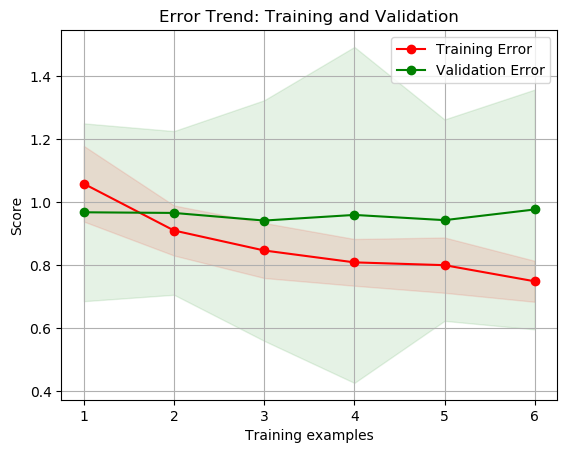 Error Trend: Training and Validation
Training Error
Validation Error
Score
1.4
1.2
1.0
0.8
0.6
0.4
1 2 3 4 5 6
Training examples